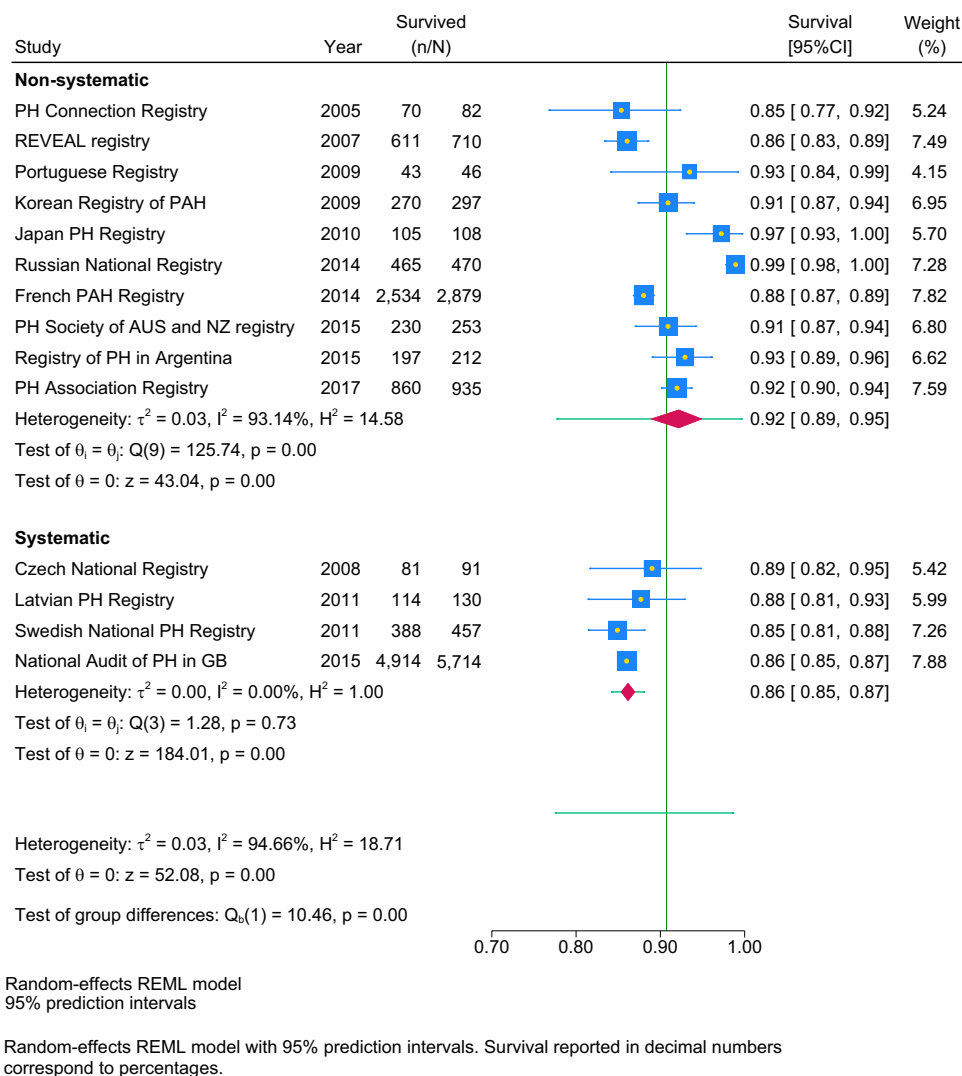 Survived Survival Weight
Study Year (n/N) [95%CI] (%)
Non-systematic
PH Connection Registry 2005 70 82 0.85 [ 0.77, 0.92] 5.24
REVEAL registry 2007 611 710 0.86 [ 0.83, 0.89] 7.49
Portuguese Registry 2009 43 46 0.93 [ 0.84, 0.99] 4.15
Korean Registry of PAH 2009 270 297 0.91 [ 0.87, 0.94] 6.95
Japan PH Registry 2010 105 108 0.97 [ 0.93, 1.00] 5.70
Russian National Registry 2014 465 470 0.99 [ 0.98, 1.00] 7.28
French PAH Registry 2014 2,534 2,879 0.88 [ 0.87, 0.89] 7.82
PH Society of AUS and NZ registry 2015 230 253 0.91 [ 0.87, 0.94] 6.80
Registry of PH in Argentina 2015 197 212 0.93 [ 0.89, 0.96] 6.62
PH Association Registry 2017 860 935 0.92 [ 0.90, 0.94] 7.59
Heterogeneity: τ² = 0.03, I² = 93.14%, H² = 14.58 0.92 [ 0.89, 0.95]
Test of θᵢ = θⱼ: Q(9) = 125.74, p = 0.00
Test of θ = 0: z = 43.04, p = 0.00
Systematic
Czech National Registry 2008 81 91 0.89 [ 0.82, 0.95] 5.42
Latvian PH Registry 2011 114 130 0.88 [ 0.81, 0.93] 5.99
Swedish National PH Registry 2011 388 457 0.85 [ 0.81, 0.88] 7.26
National Audit of PH in GB 2015 4,914 5,714 0.86 [ 0.85, 0.87] 7.88
Heterogeneity: τ² = 0.00, I² = 0.00%, H² = 1.00 0.86 [ 0.85, 0.87]
Test of θᵢ = θⱼ: Q(3) = 1.28, p = 0.73
Test of θ = 0: z = 184.01, p = 0.00
Heterogeneity: τ² = 0.03, I² = 94.66%, H² = 18.71
Test of θ = 0: z = 52.08, p = 0.00
Test of group differences: Q_b(1) = 10.46, p = 0.00
0.70 0.80 0.90 1.00
Random-effects REML model
95% prediction intervals
Random-effects REML model with 95% prediction intervals. Survival reported in decimal numbers
correspond to percentages.